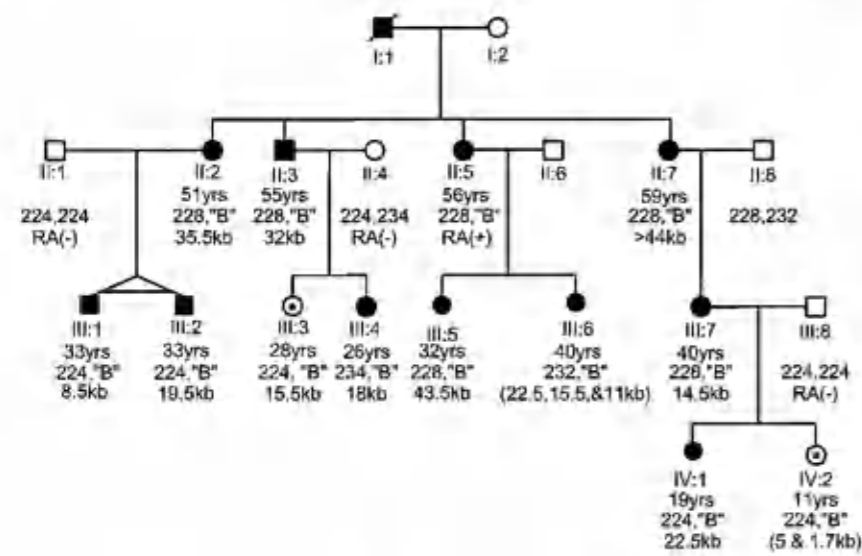 I:1
I:2
II:1
224,224
RA(-)
II:2
51yrs
228,"B"
35.5kb
II:3
55yrs
228,"B"
32kb
II:4
224,234
RA(-)
II:5
56yrs
228,"B"
RA(+)
II:6
II:7
59yrs
228,"B"
>44kb
II:8
228,232
III:1
33yrs
224,"B"
8.5kb
III:2
33yrs
224,"B"
19.5kb
III:3
28yrs
224, "B"
15.5kb
III:4
26yrs
234,"B"
18kb
III:5
32yrs
228,"B"
43.5kb
III:6
40yrs
232,"B"
(22.5,15.5,&11kb)
III:7
40yrs
228,"B"
14.5kb
III:8
224,224
RA(-)
IV:1
19yrs
224,"B"
22.5kb
IV:2
11yrs
224,"B"
(5 & 1.7kb)